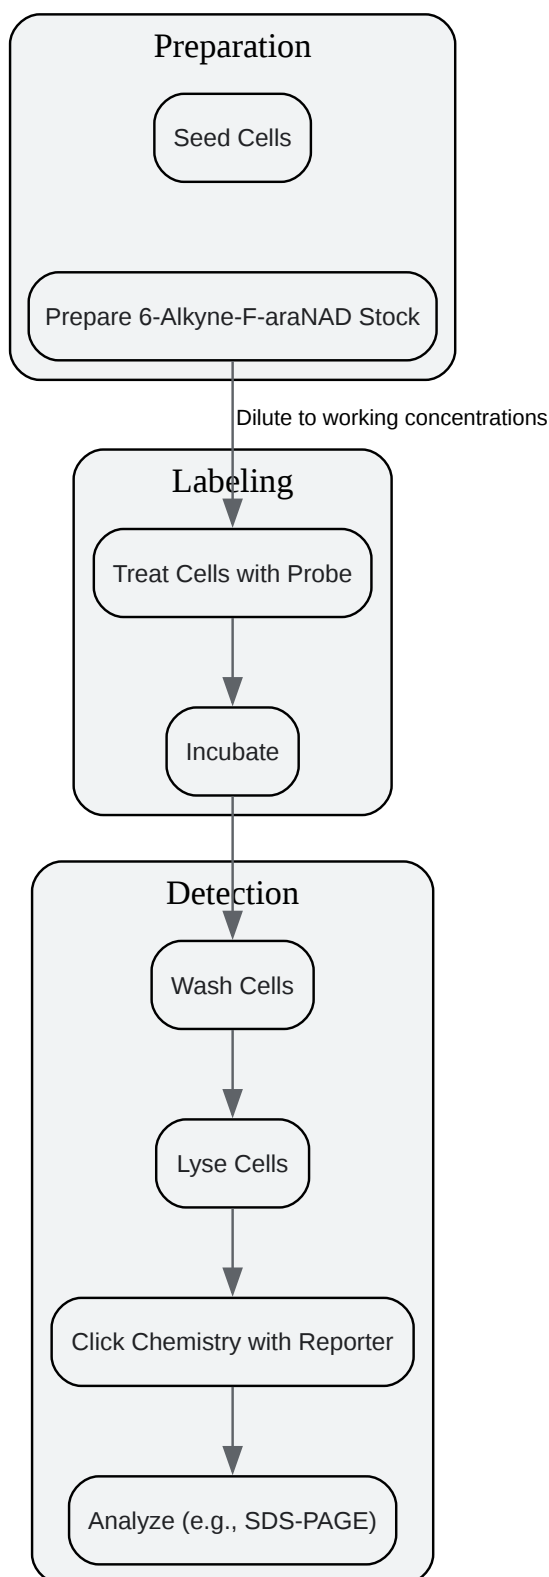 Preparation
Seed Cells
Prepare 6-Alkyne-F-araNAD Stock
Dilute to working concentrations
Labeling
Treat Cells with Probe
Incubate
Detection
Wash Cells
Lyse Cells
Click Chemistry with Reporter
Analyze (e.g., SDS-PAGE)